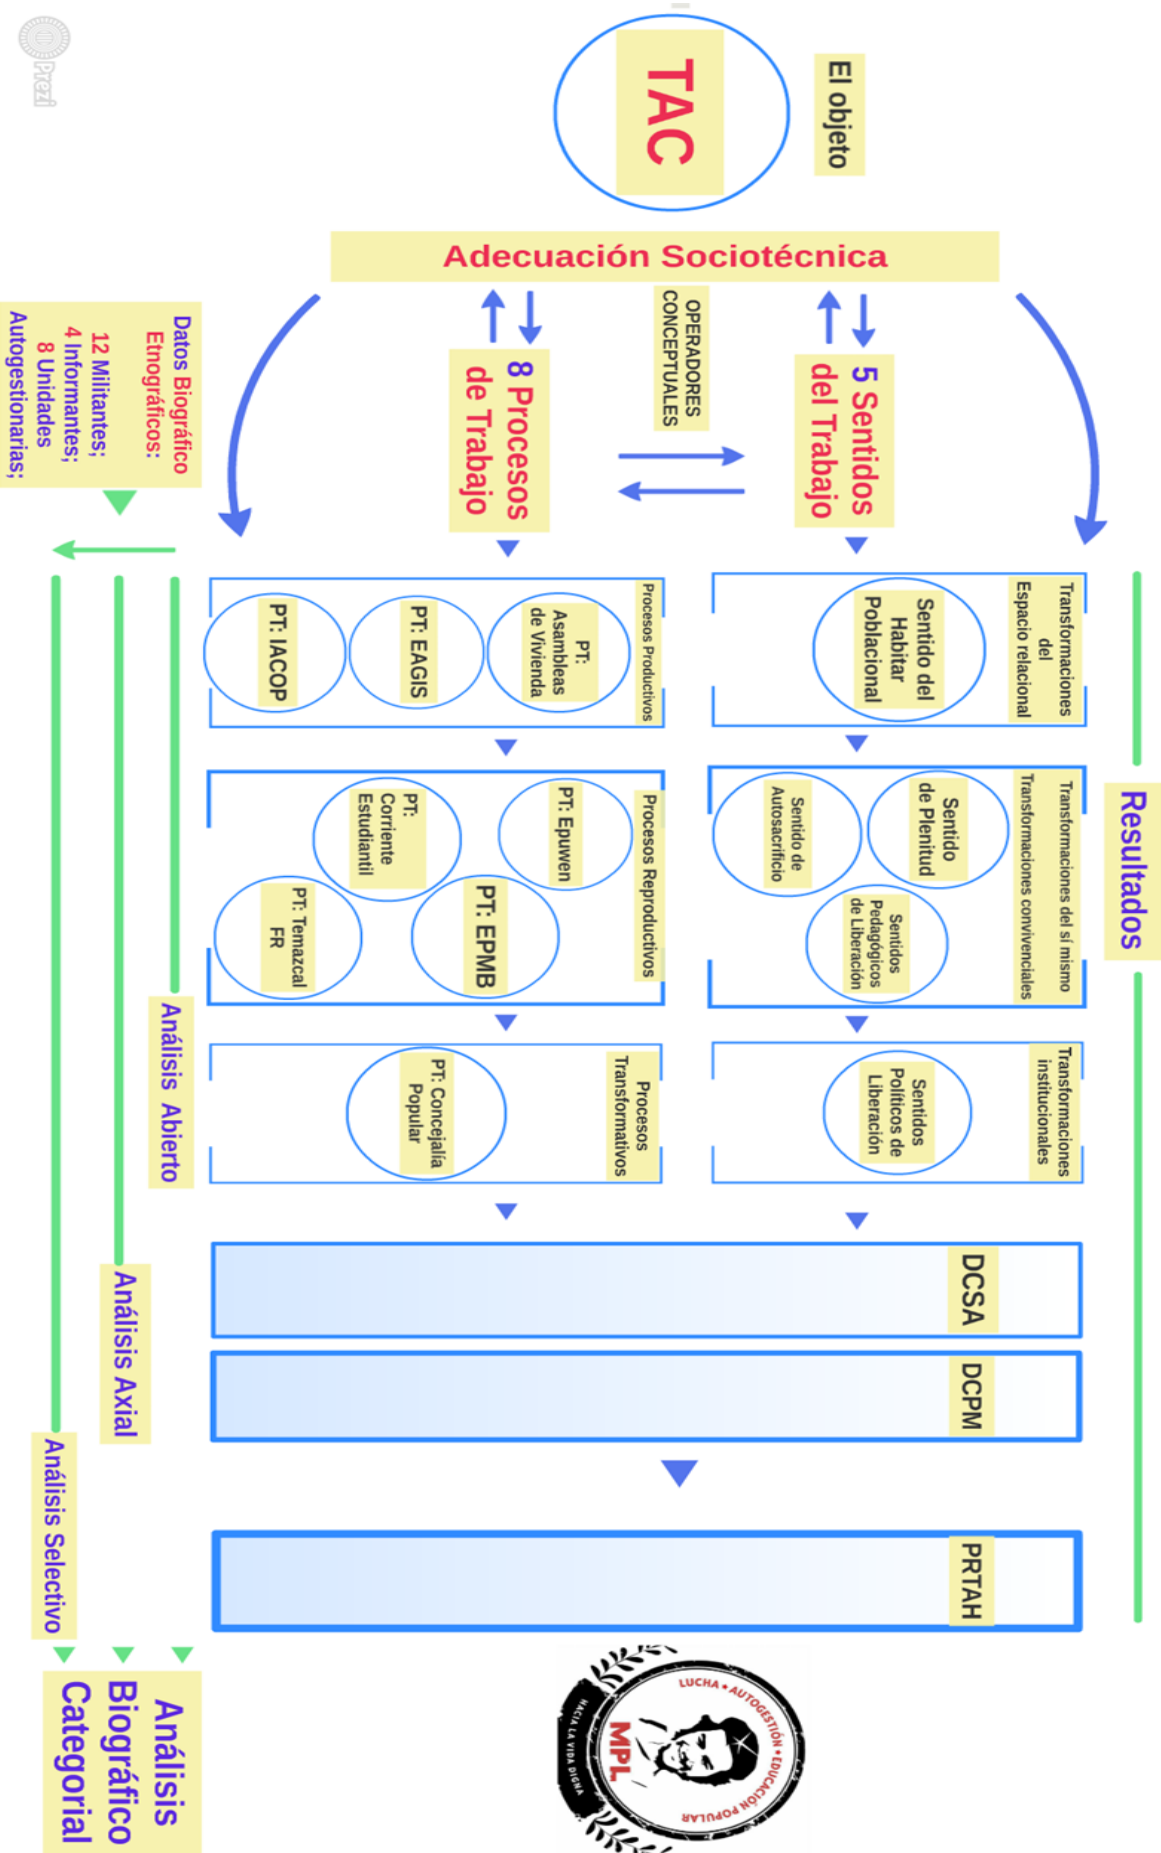 El objeto
TAC
Adecuación Sociotécnica
OPERADORES
CONCEPTUALES
5 Sentidos
del Trabajo
8 Procesos
de Trabajo
Resultados
Transformaciones
del
Espacio relacional
Sentido del
Habitar
Poblacional
Transformaciones del sí mismo
Transformaciones convivenciales
Sentido
de Plenitud
Sentido de
Autosacrificio
Sentidos
Pedagógicos
de Liberación
Transformaciones
institucionales
Sentidos
Políticos de
Liberación
Procesos Productivos
PT:
Asambleas
de Vivienda
PT: EAGIS
PT: IACOP
Procesos Reproductivos
PT: Epuwen
PT:
Corriente
Estudiantil
PT: EPMB
PT: Temazcal
FR
Procesos
Transformativos
PT: Concejalía
Popular
DCSA
DCPM
PRTAH
Datos Biográfico
Etnográficos:
12 Militantes;
4 Informantes;
8 Unidades
Autogestionarias;
Análisis Abierto
Análisis Axial
Análisis Selectivo
Análisis
Biográfico
Categorial
LUCHA • AUTOGESTIÓN • EDUCACIÓN POPULAR
MPL
HACIA LA VIDA DIGNA
Prezi